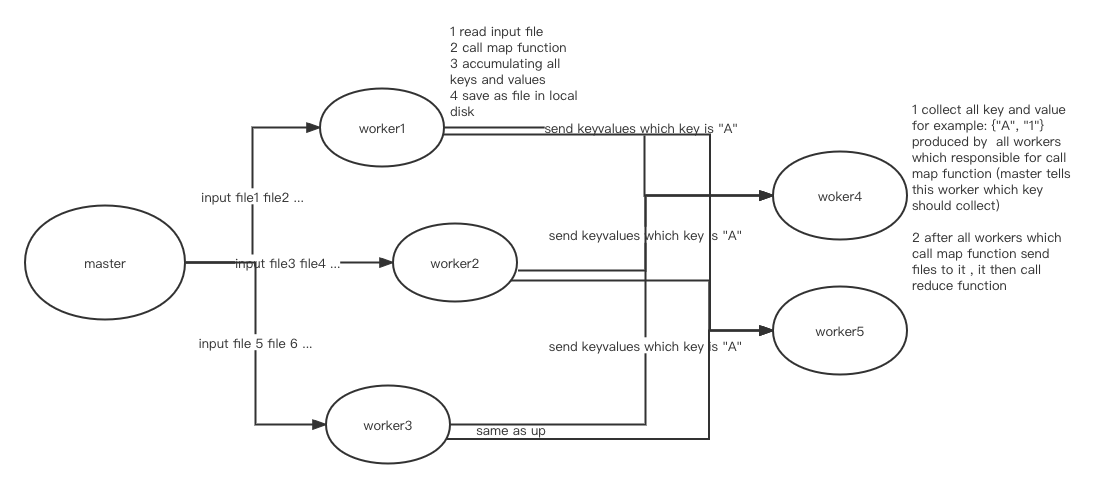 1 read input file
2 call map function
3 accumulating all
keys and values
4 save as file in local
disk
worker1
send keyvalues which key is "A"
1 collect all key and value
for example: {"A", "1"}
produced by  all workers
which responsible for call
map function (master tells
this worker which key
should collect)
2 after all workers which
call map function send
files to it , it then call
reduce function
input file1 file2 ...
woker4
send keyvalues which key is "A"
master
input file3 file4 ...
worker2
worker5
input file 5 file 6 ...
send keyvalues which key is "A"
worker3
same as up